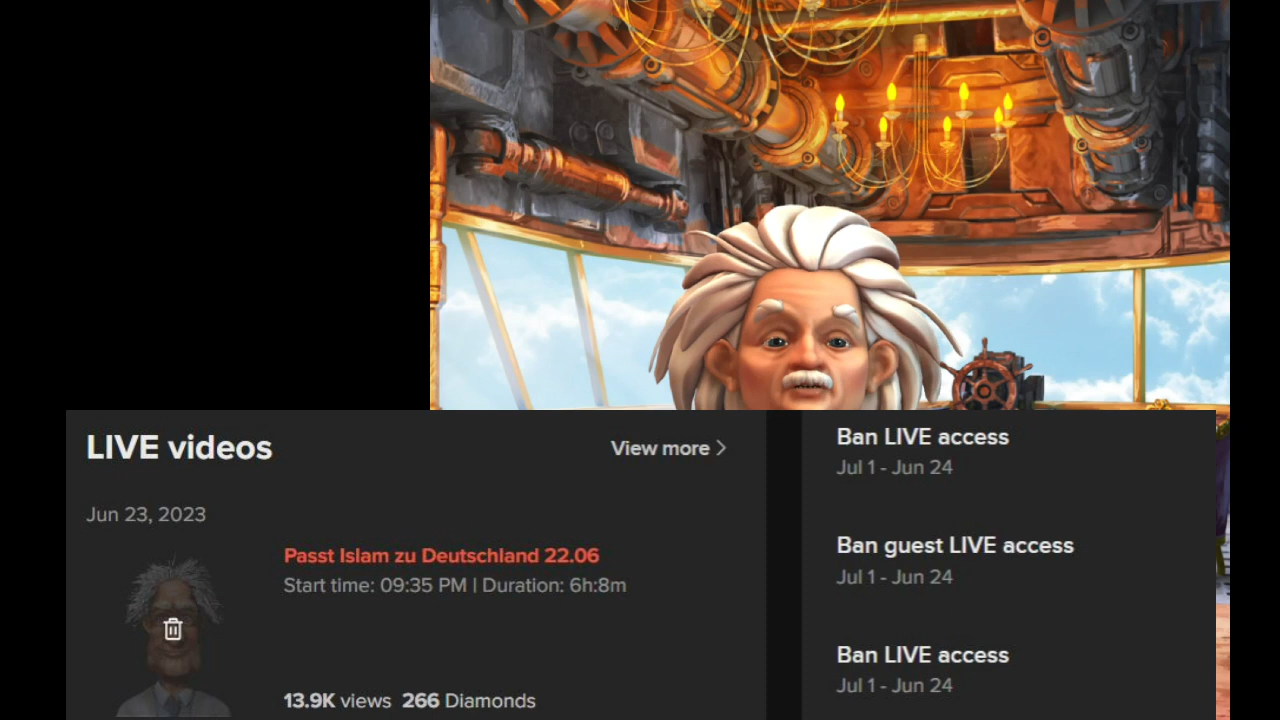 LIVE videos
View more
Jun 23, 2023
Passt Islam zu Deutschland 22.06
Start time: 09:35 PM | Duration: 6h:8m
13.9K views 266 Diamonds
Ban LIVE access
Jul 1 - Jun 24
Ban guest LIVE access
Jul 1 - Jun 24
Ban LIVE access
Jul 1 - Jun 24